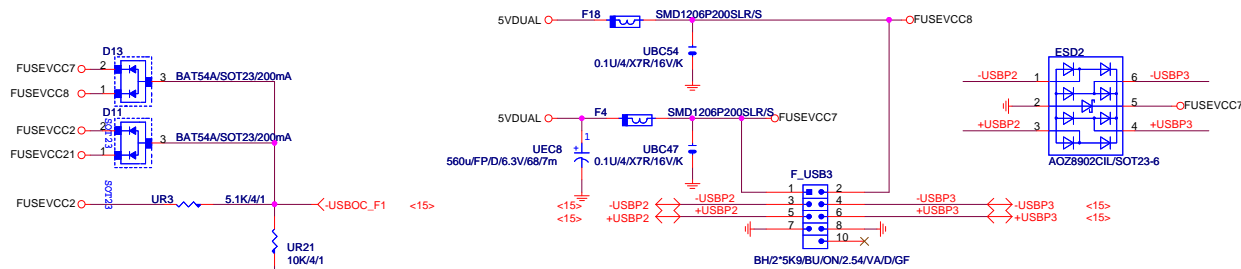 D13
FUSEVCC7
2
FUSEVCC8
1
3
BAT54A/SOT23/200mA
D11
FUSEVCC2
2
FUSEVCC21
1
3
BAT54A/SOT23/200mA
SOT23
SOT23
FUSEVCC2
UR3
5.1K/4/1
-USBOC_F1
<15>
UR21
10K/4/1
5VDUAL
F18
SMD1206P200SLR/S
FUSEVCC8
UBC54
0.1U/4/X7R/16V/K
5VDUAL
F4
SMD1206P200SLR/S
FUSEVCC7
1
+
UEC8
560u/FP/D/6.3V/68/7m
UBC47
0.1U/4/X7R/16V/K
F_USB3
1
2
3
4
5
6
7
8
10
<15>
<15>
-USBP2
+USBP2
-USBP2
+USBP2
-USBP3
+USBP3
-USBP3
+USBP3
<15>
<15>
BH/2*5K9/BU/ON/2.54/VA/D/GF
ESD2
-USBP2
1
6
-USBP3
2
5
FUSEVCC7
+USBP2
3
4
+USBP3
AOZ8902CIL/SOT23-6